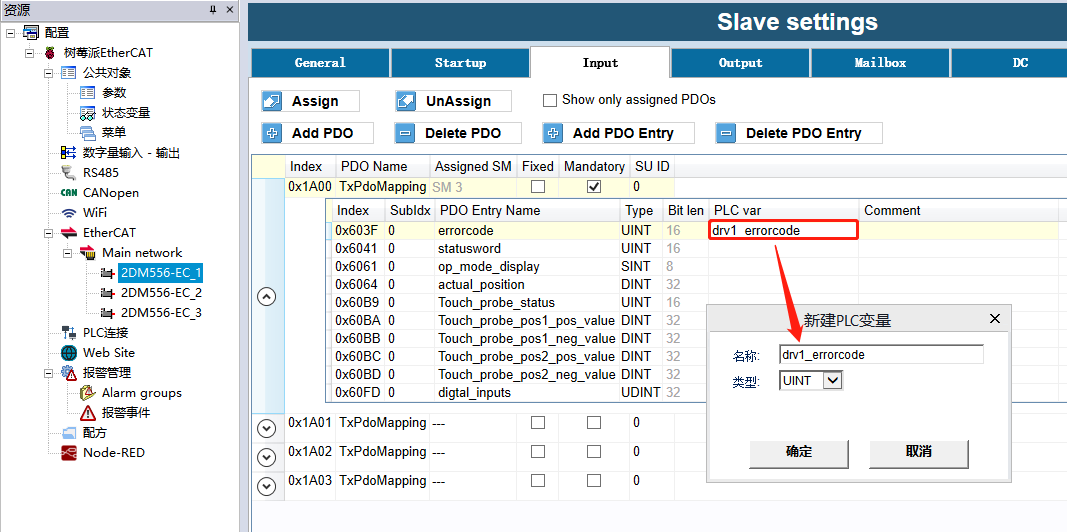 资源
配置
树莓派EtherCAT
公共对象
参数
状态变量
菜单
数字量输入 - 输出
RS485
CAN CANopen
WiFi
EtherCAT
Main network
2DM556-EC_1
2DM556-EC_2
2DM556-EC_3
PLC连接
Web Site
报警管理
Alarm groups
报警事件
配方
Node-RED
Slave settings
General Startup Input Output Mailbox DC
Assign UnAssign Show only assigned PDOs
Add PDO Delete PDO Add PDO Entry Delete PDO Entry
Index PDO Name Assigned SM Fixed Mandatory SU ID
0x1A00 TxPdoMapping SM 3 0
Index SubIdx PDO Entry Name Type Bit len PLC var Comment
0x603F 0 errorcode UINT 16 drv1_errorcode
0x6041 0 statusword UINT 16
0x6061 0 op_mode_display SINT 8
0x6064 0 actual_position DINT 32
0x60B9 0 Touch_probe_status UINT 16
0x60BA 0 Touch_probe_pos1_pos_value DINT 32
0x60BB 0 Touch_probe_pos1_neg_value DINT 32
0x60BC 0 Touch_probe_pos2_pos_value DINT 32
0x60BD 0 Touch_probe_pos2_neg_value DINT 32
0x60FD 0 digtal_inputs UDINT 32
0x1A01 TxPdoMapping --- 0
0x1A02 TxPdoMapping --- 0
0x1A03 TxPdoMapping --- 0
新建PLC变量
名称: drv1_errorcode
类型: UINT
确定 取消